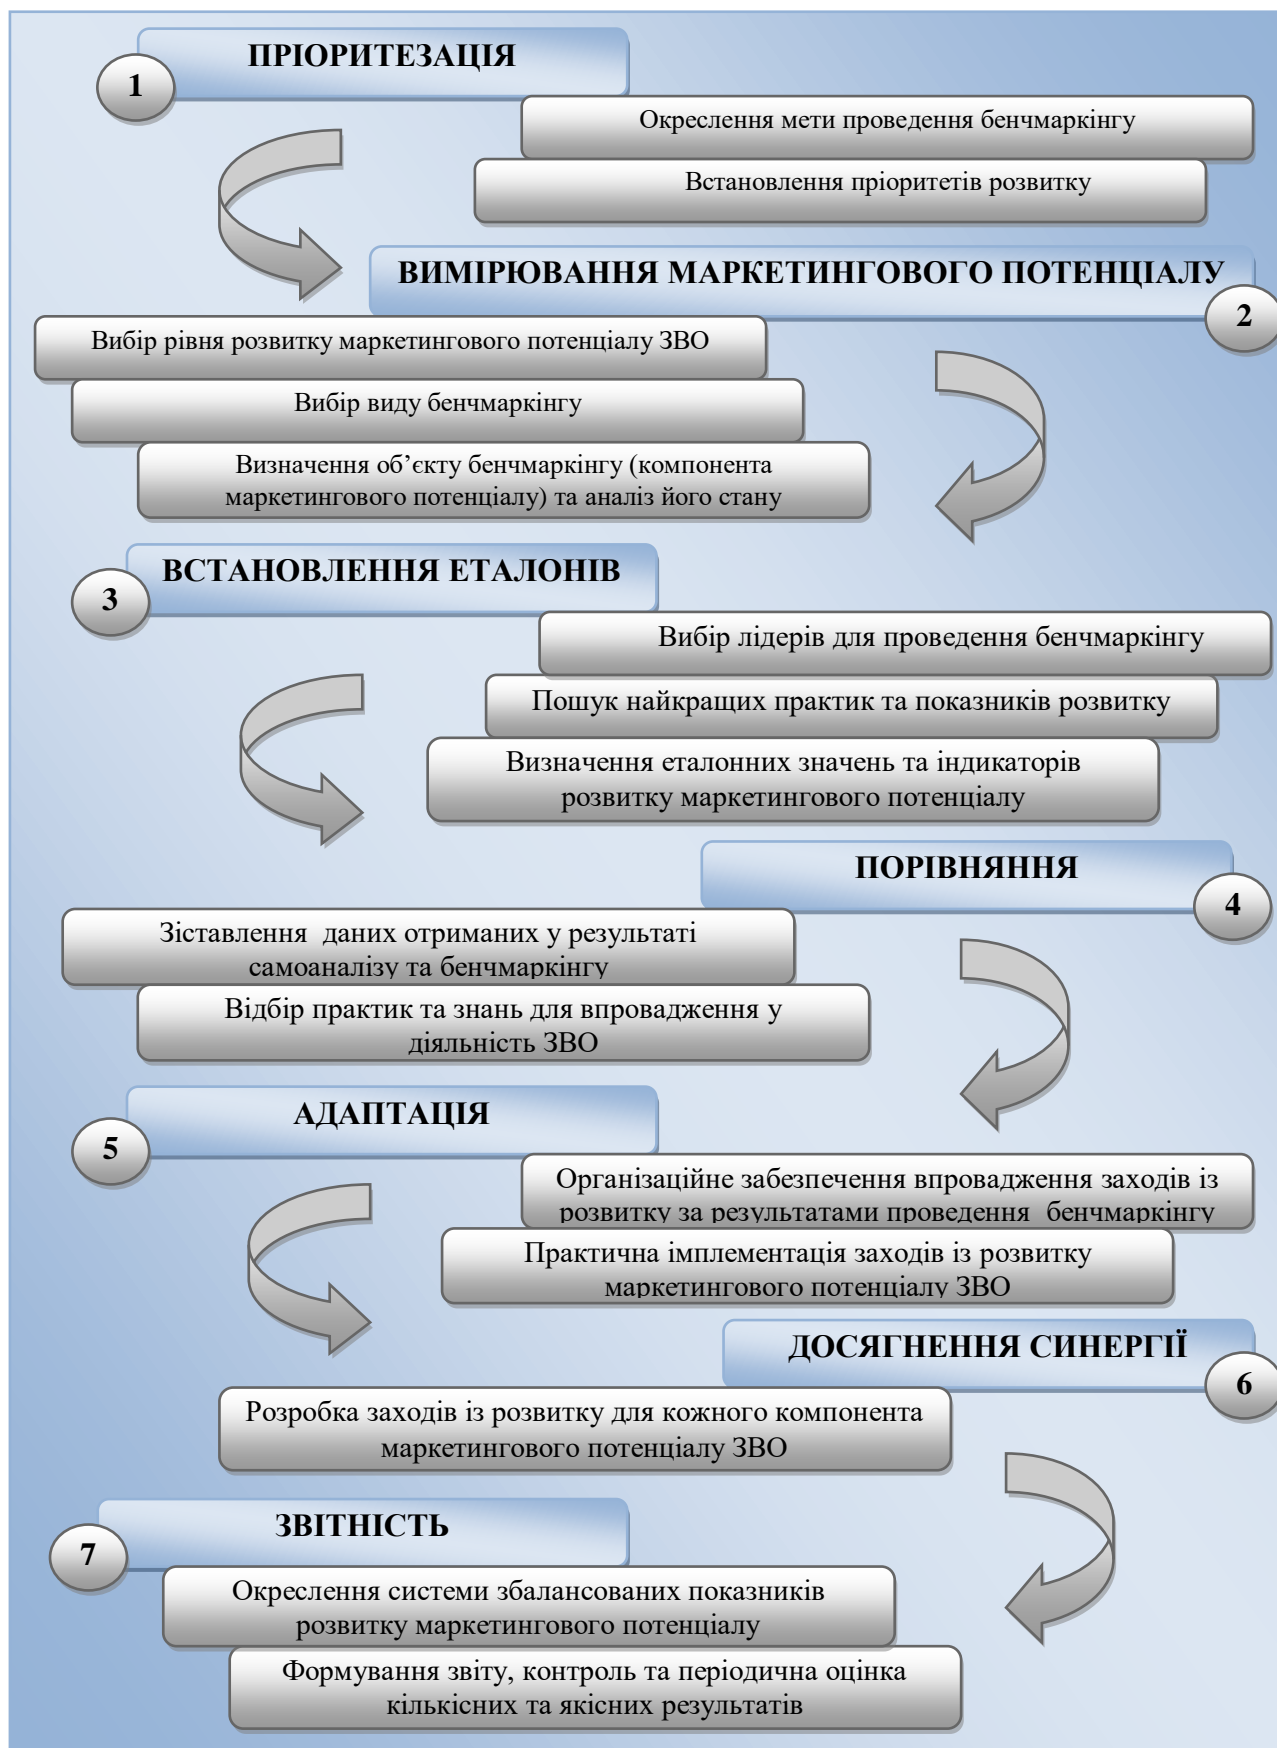 ПРІОРИТЕЗАЦІЯ
1
Окреслення мети проведення бенчмаркінгу
Встановлення пріоритетів розвитку
ВИМІРЮВАННЯ МАРКЕТИНГОВОГО ПОТЕНЦІАЛУ
2
Вибір рівня розвитку маркетингового потенціалу ЗВО
Вибір виду бенчмаркінгу
Визначення об’єкту бенчмаркінгу (компонента
маркетингового потенціалу) та аналіз його стану
ВСТАНОВЛЕННЯ ЕТАЛОНІВ
3
Вибір лідерів для проведення бенчмаркінгу
Пошук найкращих практик та показників розвитку
Визначення еталонних значень та індикаторів
розвитку маркетингового потенціалу
ПОРІВНЯННЯ
4
Зіставлення даних отриманих у результаті
самоаналізу та бенчмаркінгу
Відбір практик та знань для впровадження у
діяльність ЗВО
АДАПТАЦІЯ
5
Організаційне забезпечення впровадження заходів із
розвитку за результатами проведення бенчмаркінгу
Практична імплементація заходів із розвитку
маркетингового потенціалу ЗВО
ДОСЯГНЕННЯ СИНЕРГІЇ
6
Розробка заходів із розвитку для кожного компонента
маркетингового потенціалу ЗВО
ЗВІТНІСТЬ
7
Окреслення системи збалансованих показників
розвитку маркетингового потенціалу
Формування звіту, контроль та періодична оцінка
кількісних та якісних результатів